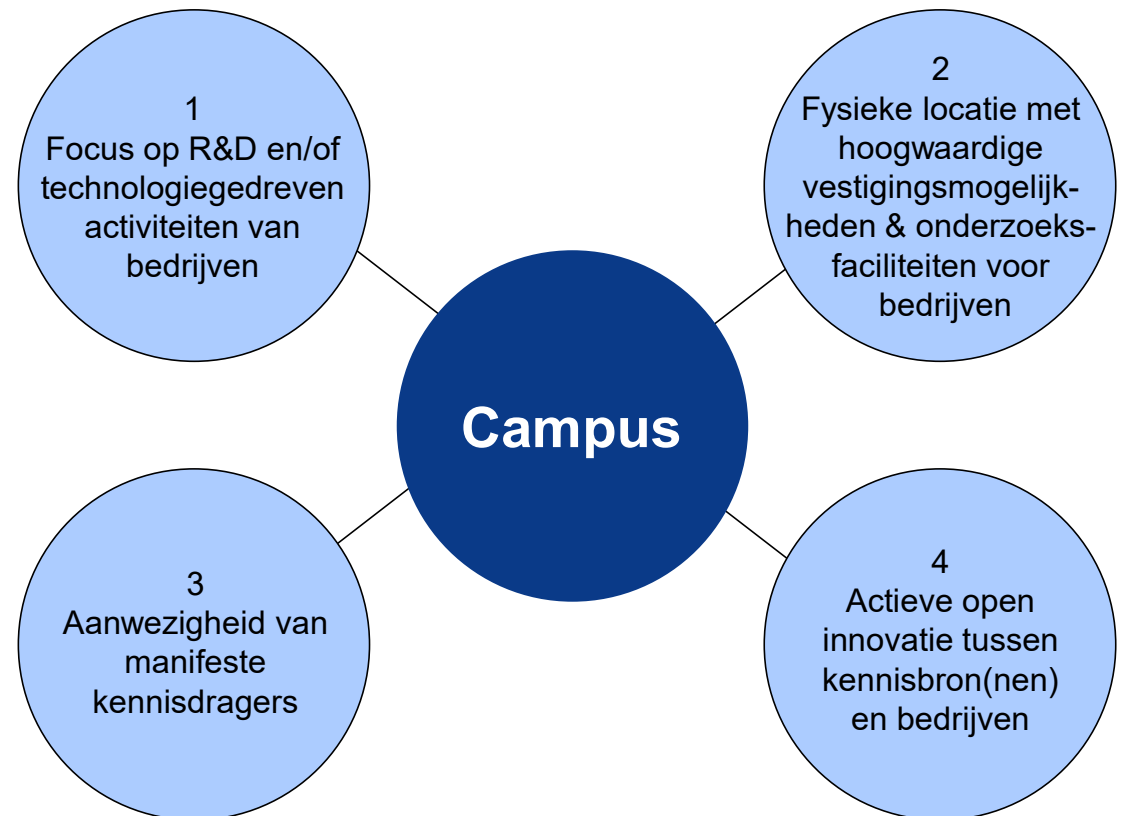 1
Focus op R&D en/of
technologiegedreven
activiteiten van
bedrijven
2
Fysieke locatie met
hoogwaardige
vestigingsmogelijk-
heden & onderzoeks-
faciliteiten voor
bedrijven
Campus
3
Aanwezigheid van
manifeste
kennisdragers
4
Actieve open
innovatie tussen
kennisbron(nen)
en bedrijven